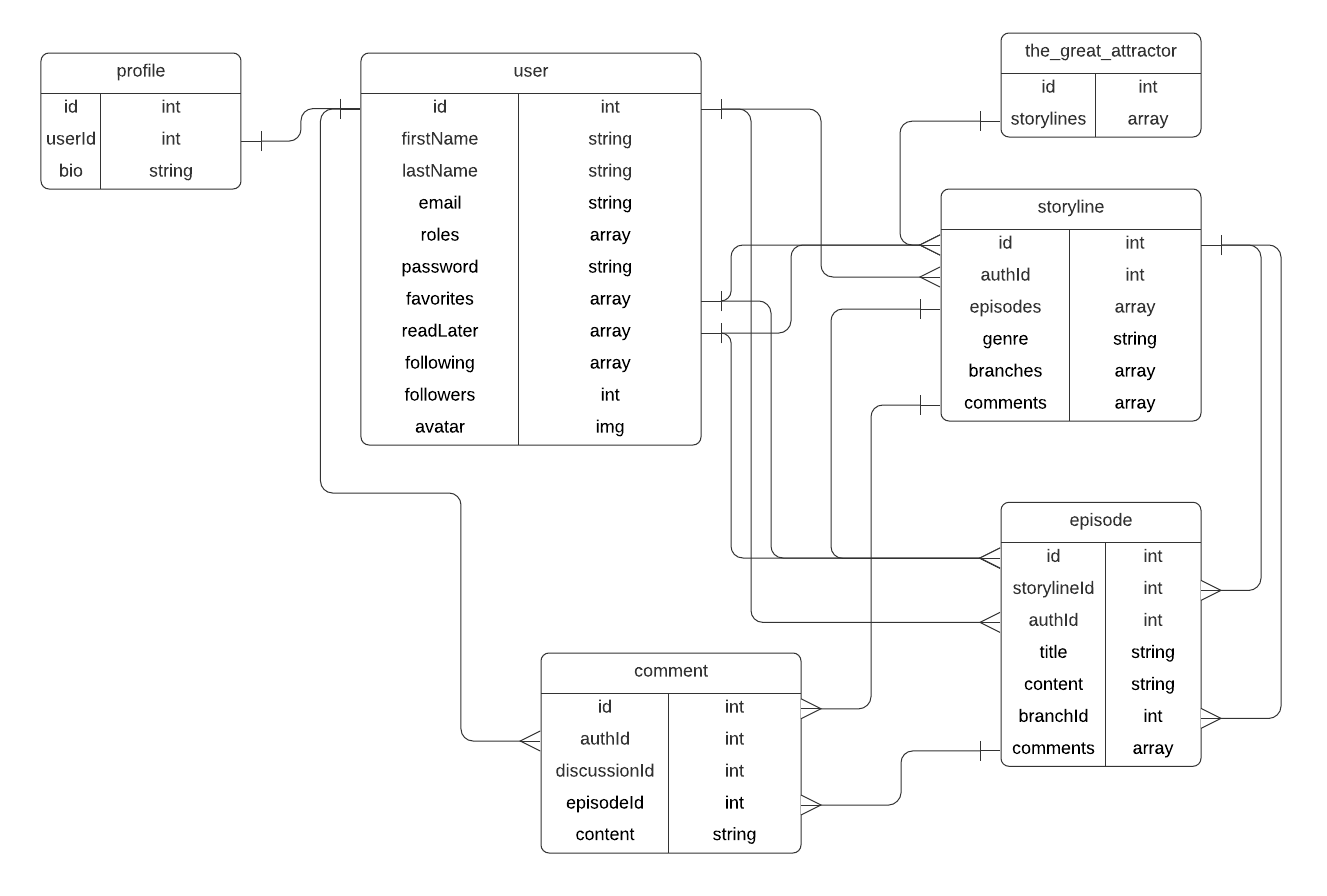 profile
id int
userId int
bio string
user
id int
firstName string
lastName string
email string
roles array
password string
favorites array
readLater array
following array
followers int
avatar img
the_great_attractor
id int
storylines array
storyline
id int
authId int
episodes array
genre string
branches array
comments array
episode
id int
storylineId int
authId int
title string
content string
branchId int
comments array
comment
id int
authId int
discussionId int
episodeId int
content string